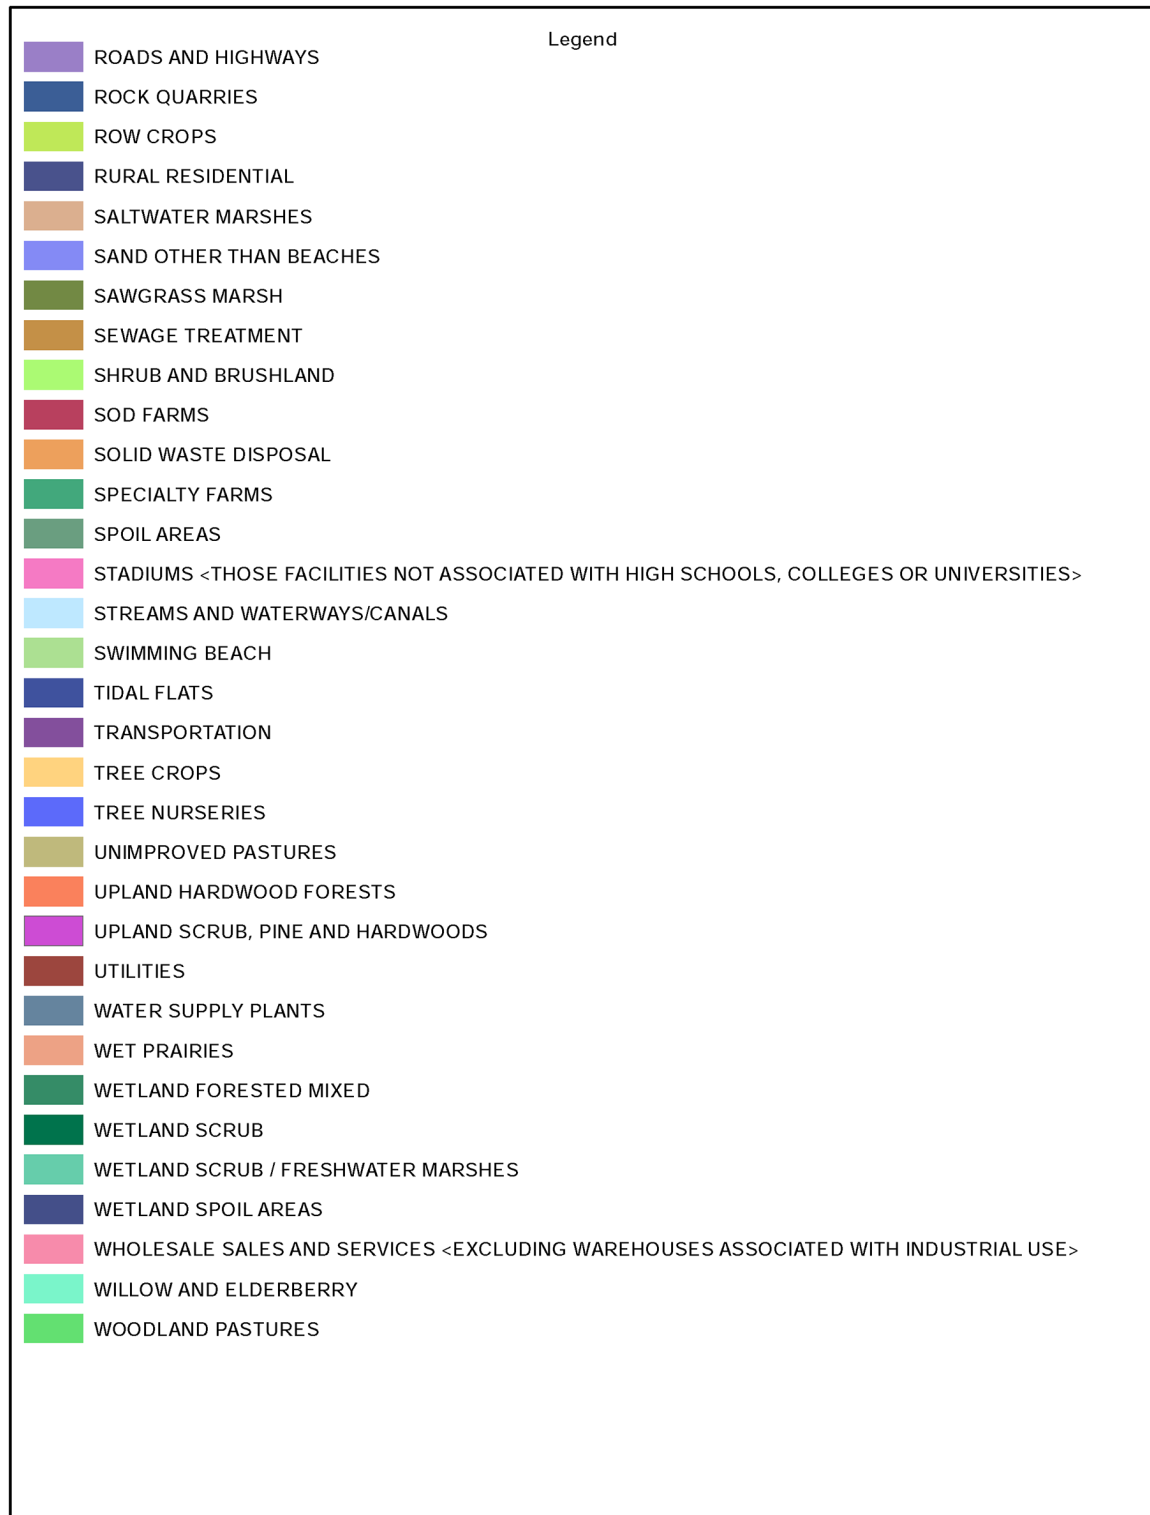 Legend
ROADS AND HIGHWAYS
ROCK QUARRIES
ROW CROPS
RURAL RESIDENTIAL
SALTWATER MARSHES
SAND OTHER THAN BEACHES
SAWGRASS MARSH
SEWAGE TREATMENT
SHRUB AND BRUSHLAND
SOD FARMS
SOLID WASTE DISPOSAL
SPECIALTY FARMS
SPOIL AREAS
STADIUMS <THOSE FACILITIES NOT ASSOCIATED WITH HIGH SCHOOLS, COLLEGES OR UNIVERSITIES>
STREAMS AND WATERWAYS/CANALS
SWIMMING BEACH
TIDAL FLATS
TRANSPORTATION
TREE CROPS
TREE NURSERIES
UNIMPROVED PASTURES
UPLAND HARDWOOD FORESTS
UPLAND SCRUB, PINE AND HARDWOODS
UTILITIES
WATER SUPPLY PLANTS
WET PRAIRIES
WETLAND FORESTED MIXED
WETLAND SCRUB
WETLAND SCRUB / FRESHWATER MARSHES
WETLAND SPOIL AREAS
WHOLESALE SALES AND SERVICES <EXCLUDING WAREHOUSES ASSOCIATED WITH INDUSTRIAL USE>
WILLOW AND ELDERBERRY
WOODLAND PASTURES